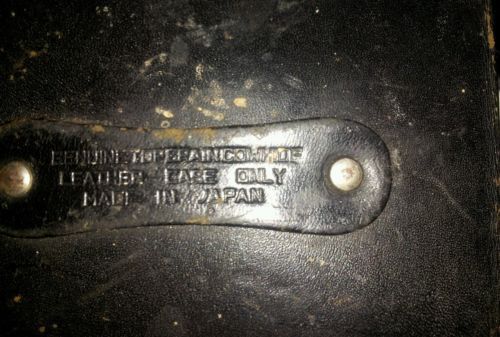 GENUINE TOP GRAIN COWHIDE
LEATHER CASE ONLY
MADE IN JAPAN